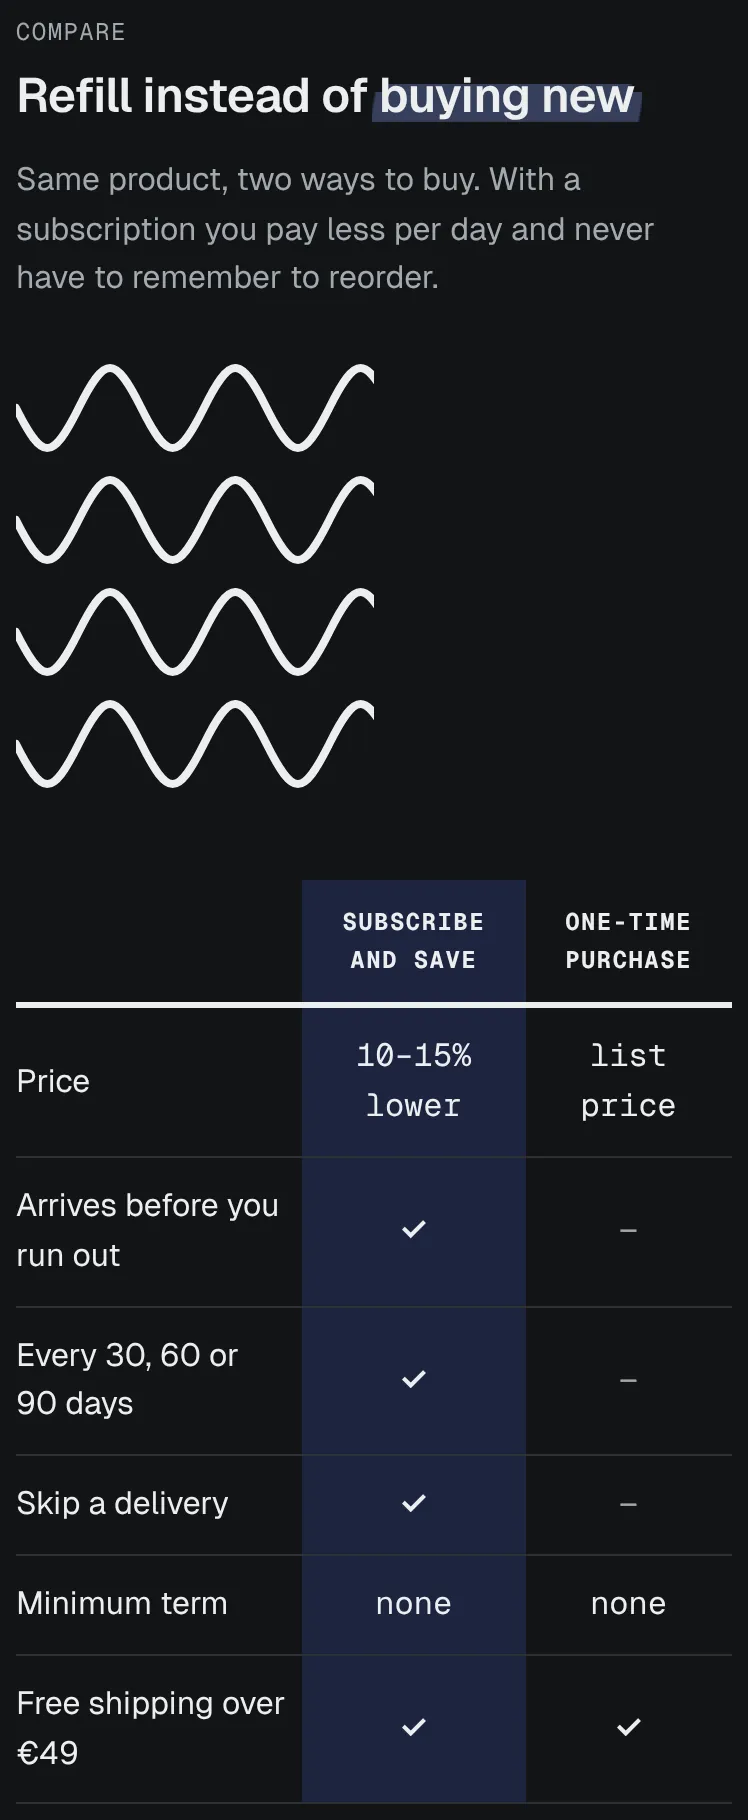 COMPARE
Refill instead of buying new
Same product, two ways to buy. With a
subscription you pay less per day and never
have to remember to reorder.
SUBSCRIBE
AND SAVE
ONE-TIME
PURCHASE
Price
10–15%
lower
list
price
Arrives before you
run out
✓
–
Every 30, 60 or
90 days
✓
–
Skip a delivery
✓
–
Minimum term
none
none
Free shipping over
€49
✓
✓